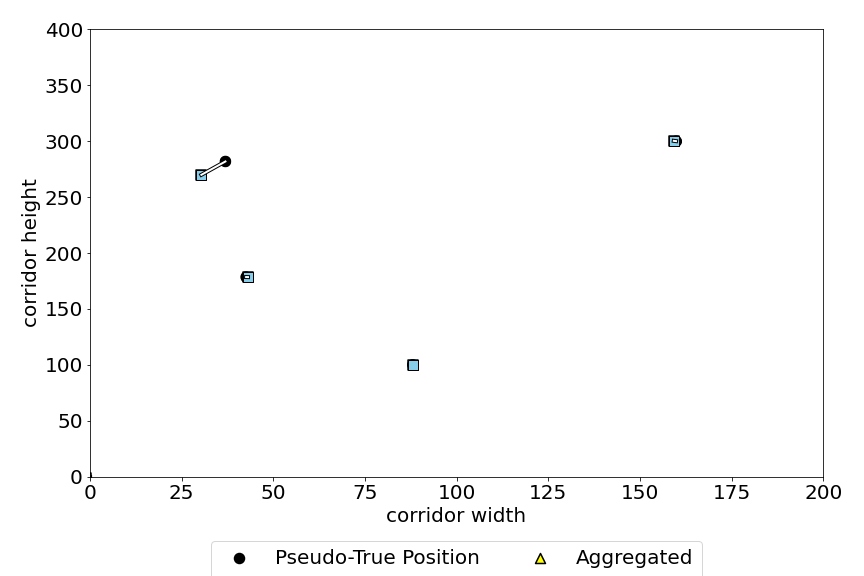 400
350
300
250
200
150
100
50
0
corridor height
0 25 50 75 100 125 150 175 200
corridor width
Pseudo-True Position Aggregated